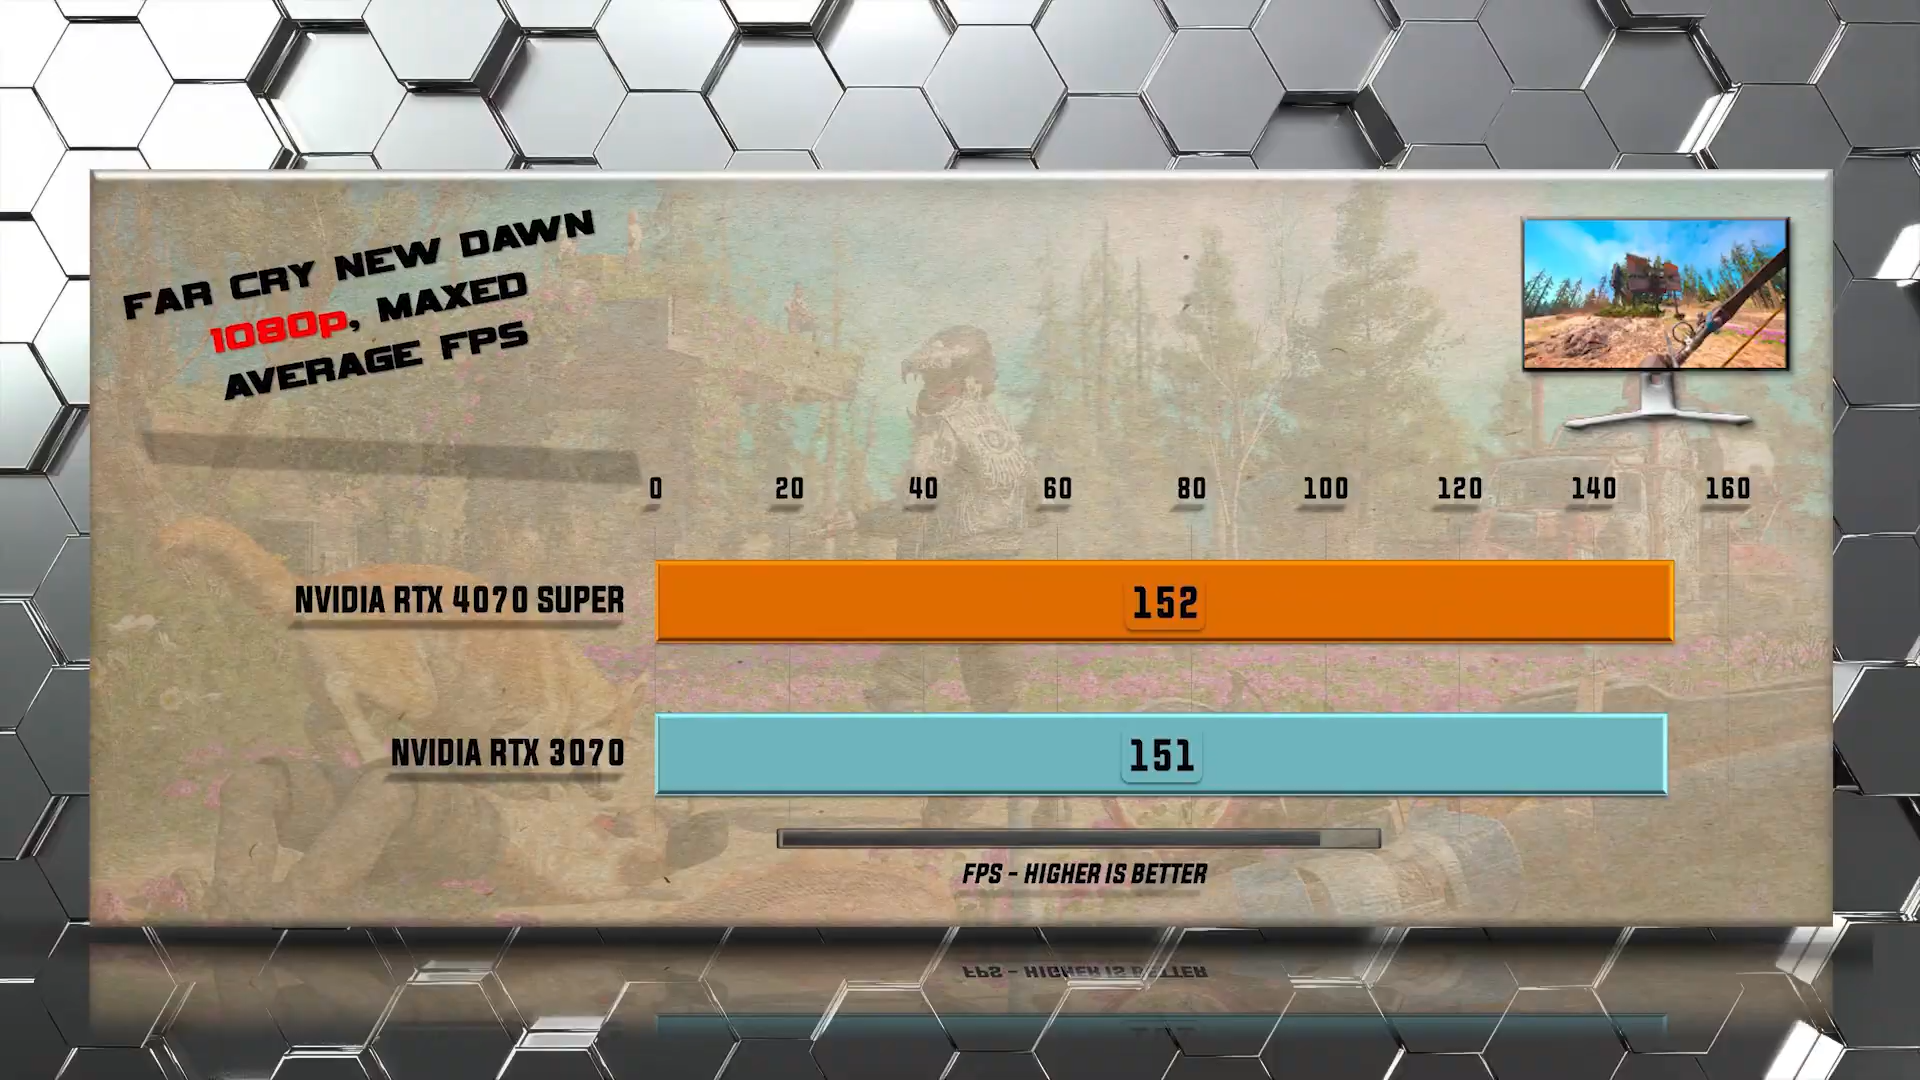 FAR CRY NEW DAWN
1080p, MAXED
AVERAGE FPS
0 20 40 60 80 100 120 140 160
NVIDIA RTX 4070 SUPER 152
NVIDIA RTX 3070 151
FPS - HIGHER IS BETTER